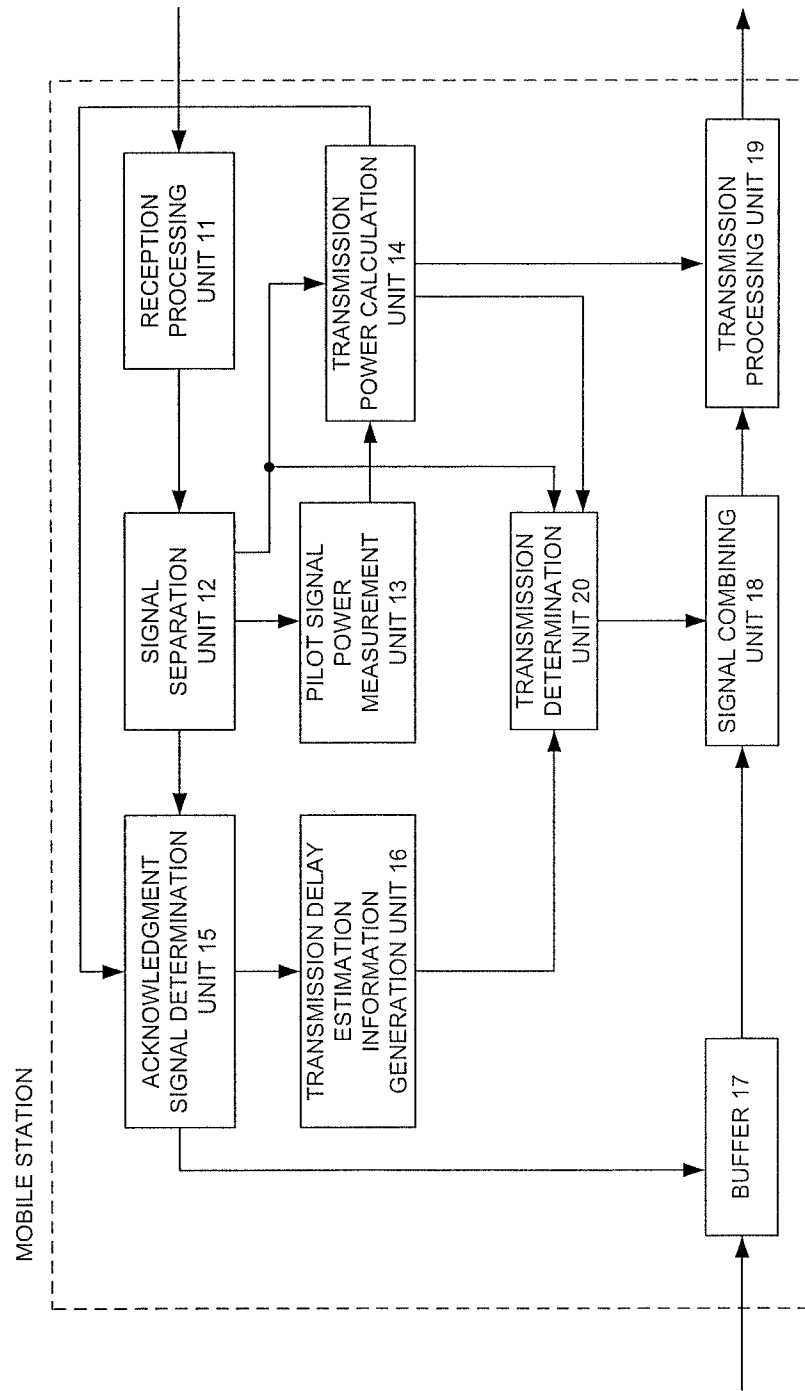 MOBILE STATION
ACKNOWLEDGMENT
SIGNAL DETERMINATION
UNIT 15
SIGNAL
SEPARATION
UNIT 12
RECEPTION
PROCESSING
UNIT 11
TRANSMISSION DELAY
ESTIMATION
INFORMATION
GENERATION UNIT 16
PILOT SIGNAL
POWER
MEASUREMENT
UNIT 13
TRANSMISSION
POWER CALCULATION
UNIT 14
TRANSMISSION
DETERMINATION
UNIT 20
BUFFER 17
SIGNAL COMBINING
UNIT 18
TRANSMISSION
PROCESSING UNIT 19